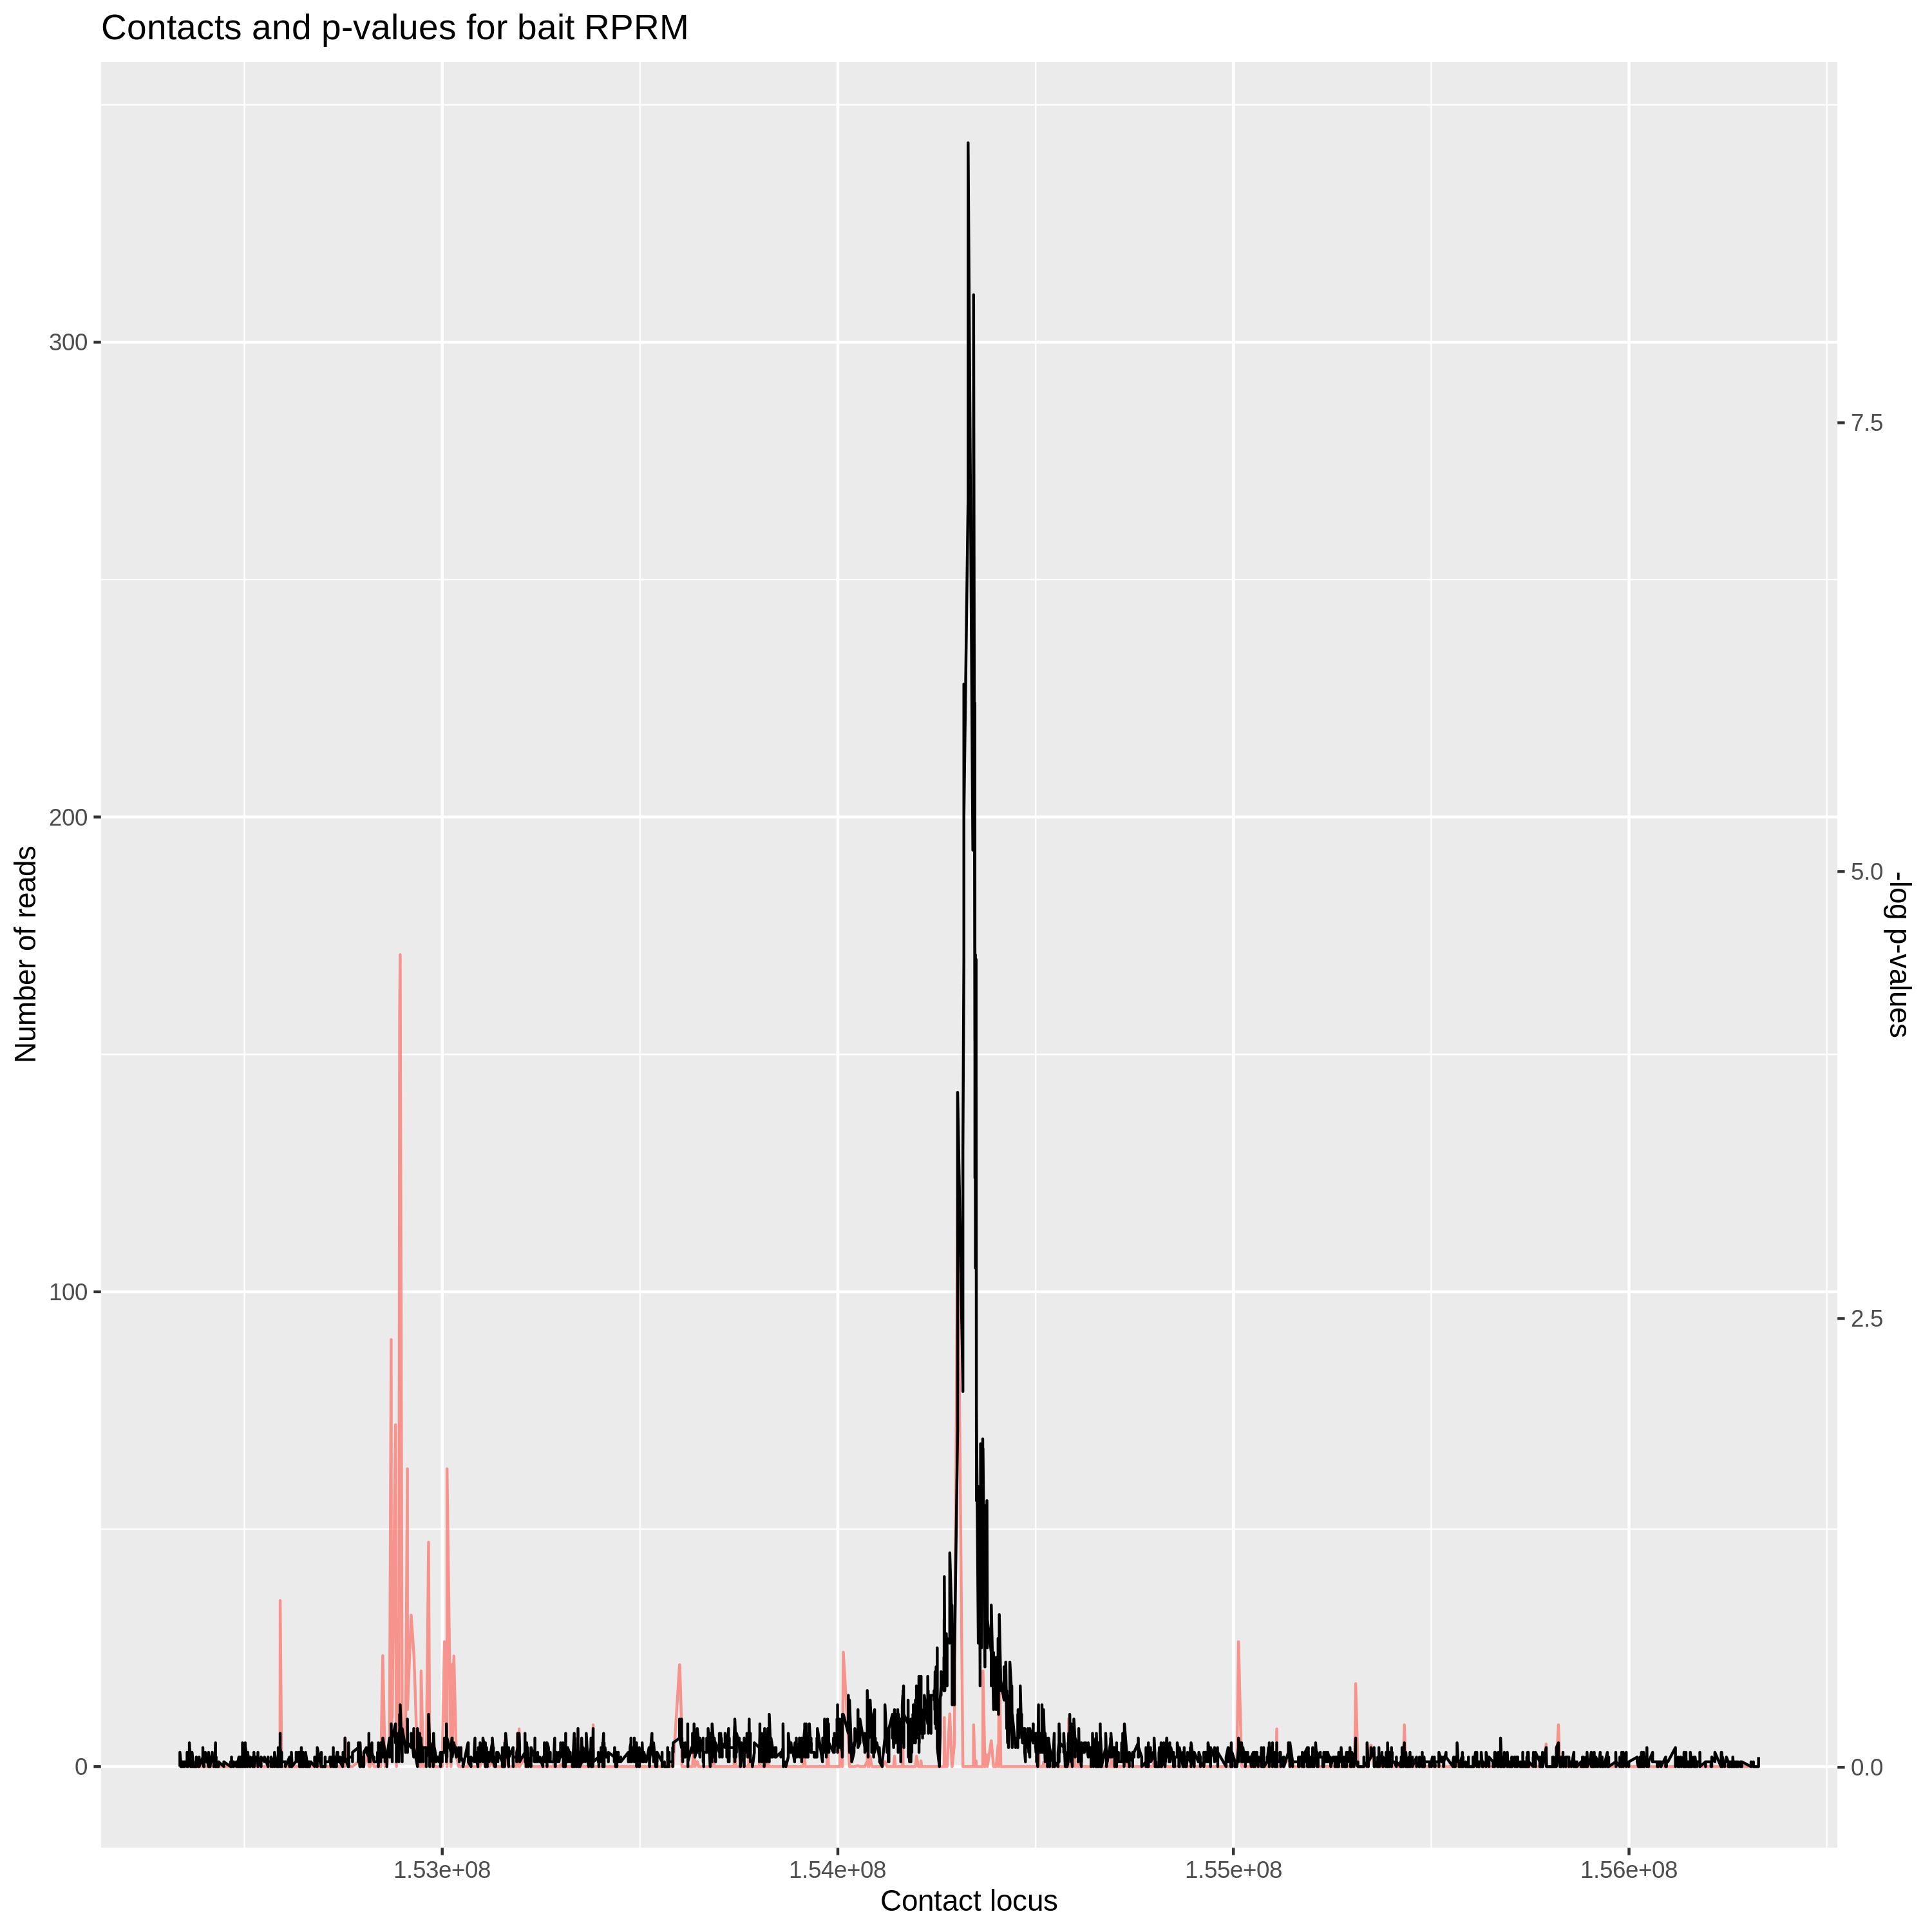 Contacts and p-values for bait RPRM
Number of reads
300
200
100
0
7.5
5.0
2.5
0.0
-log p-values
1.53e+08
1.54e+08
1.55e+08
1.56e+08
Contact locus